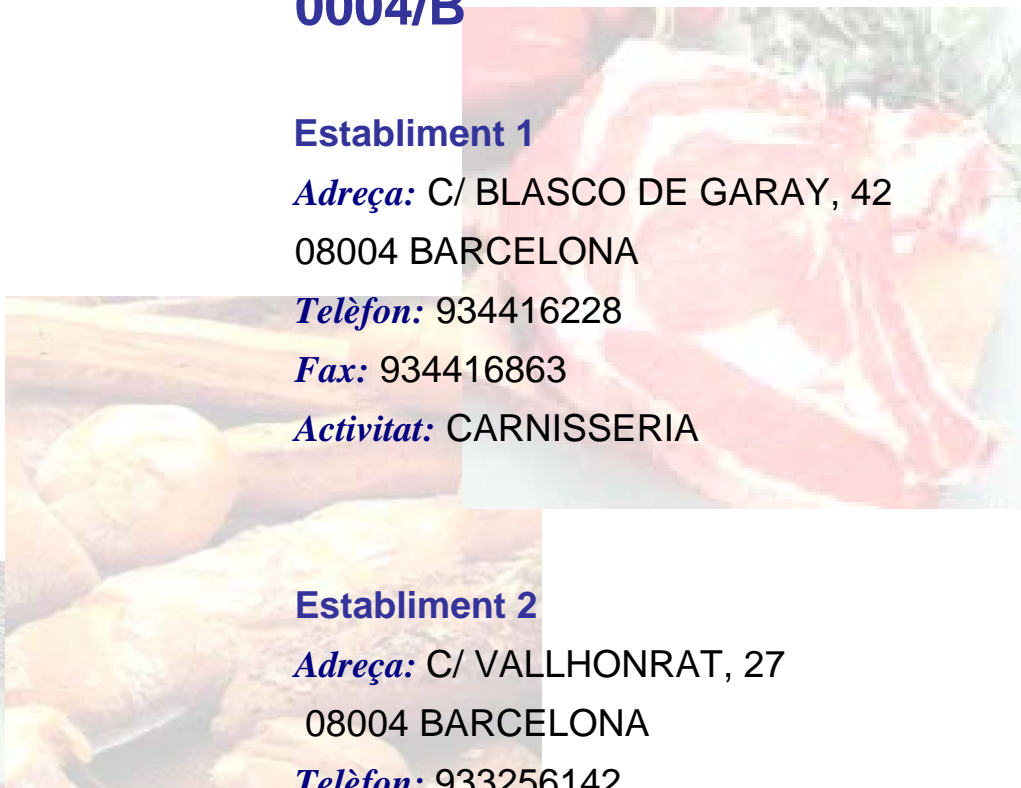 0004/B
Establiment 1
Adreça: C/ BLASCO DE GARAY, 42
08004 BARCELONA
Telèfon: 934416228
Fax: 934416863
Activitat: CARNISSERIA
Establiment 2
Adreça: C/ VALLHONRAT, 27
08004 BARCELONA
Telèfon: 933256142